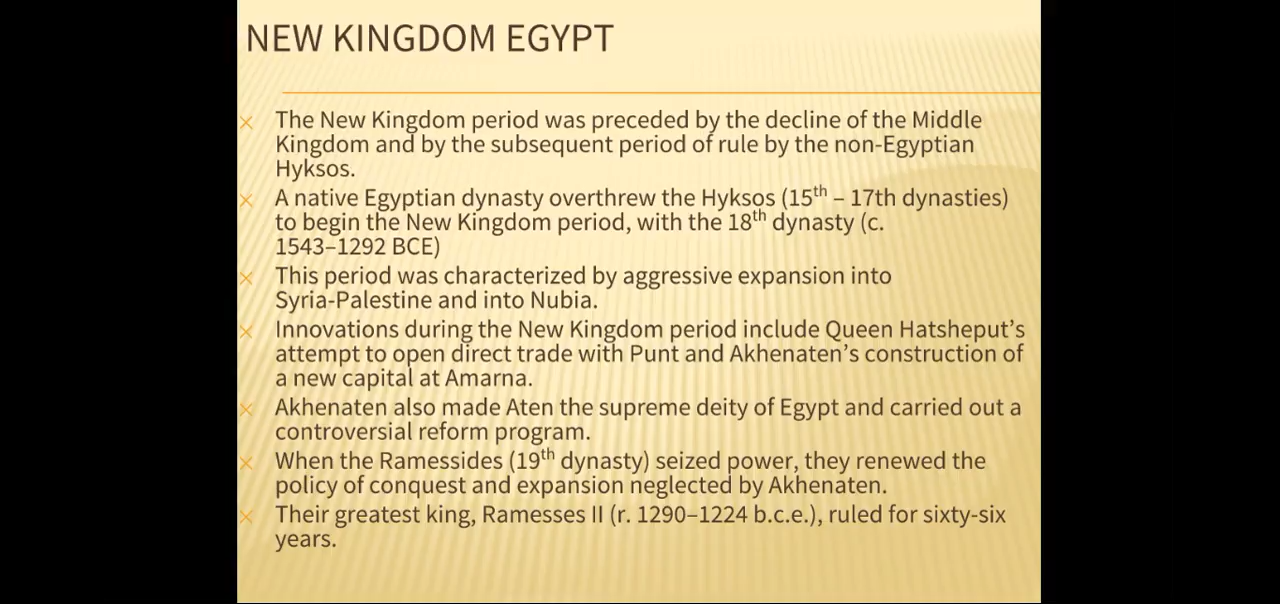 NEW KINGDOM EGYPT
The New Kingdom period was preceded by the decline of the Middle
Kingdom and by the subsequent period of rule by the non-Egyptian
Hyksos.
A native Egyptian dynasty overthrew the Hyksos (15th – 17th dynasties)
to begin the New Kingdom period, with the 18th dynasty (c.
1543–1292 BCE)
This period was characterized by aggressive expansion into
Syria-Palestine and into Nubia.
Innovations during the New Kingdom period include Queen Hatsheput’s
attempt to open direct trade with Punt and Akhenaten’s construction of
a new capital at Amarna.
Akhenaten also made Aten the supreme deity of Egypt and carried out a
controversial reform program.
When the Ramessides (19th dynasty) seized power, they renewed the
policy of conquest and expansion neglected by Akhenaten.
Their greatest king, Ramesses II (r. 1290–1224 b.c.e.), ruled for sixty-six
years.